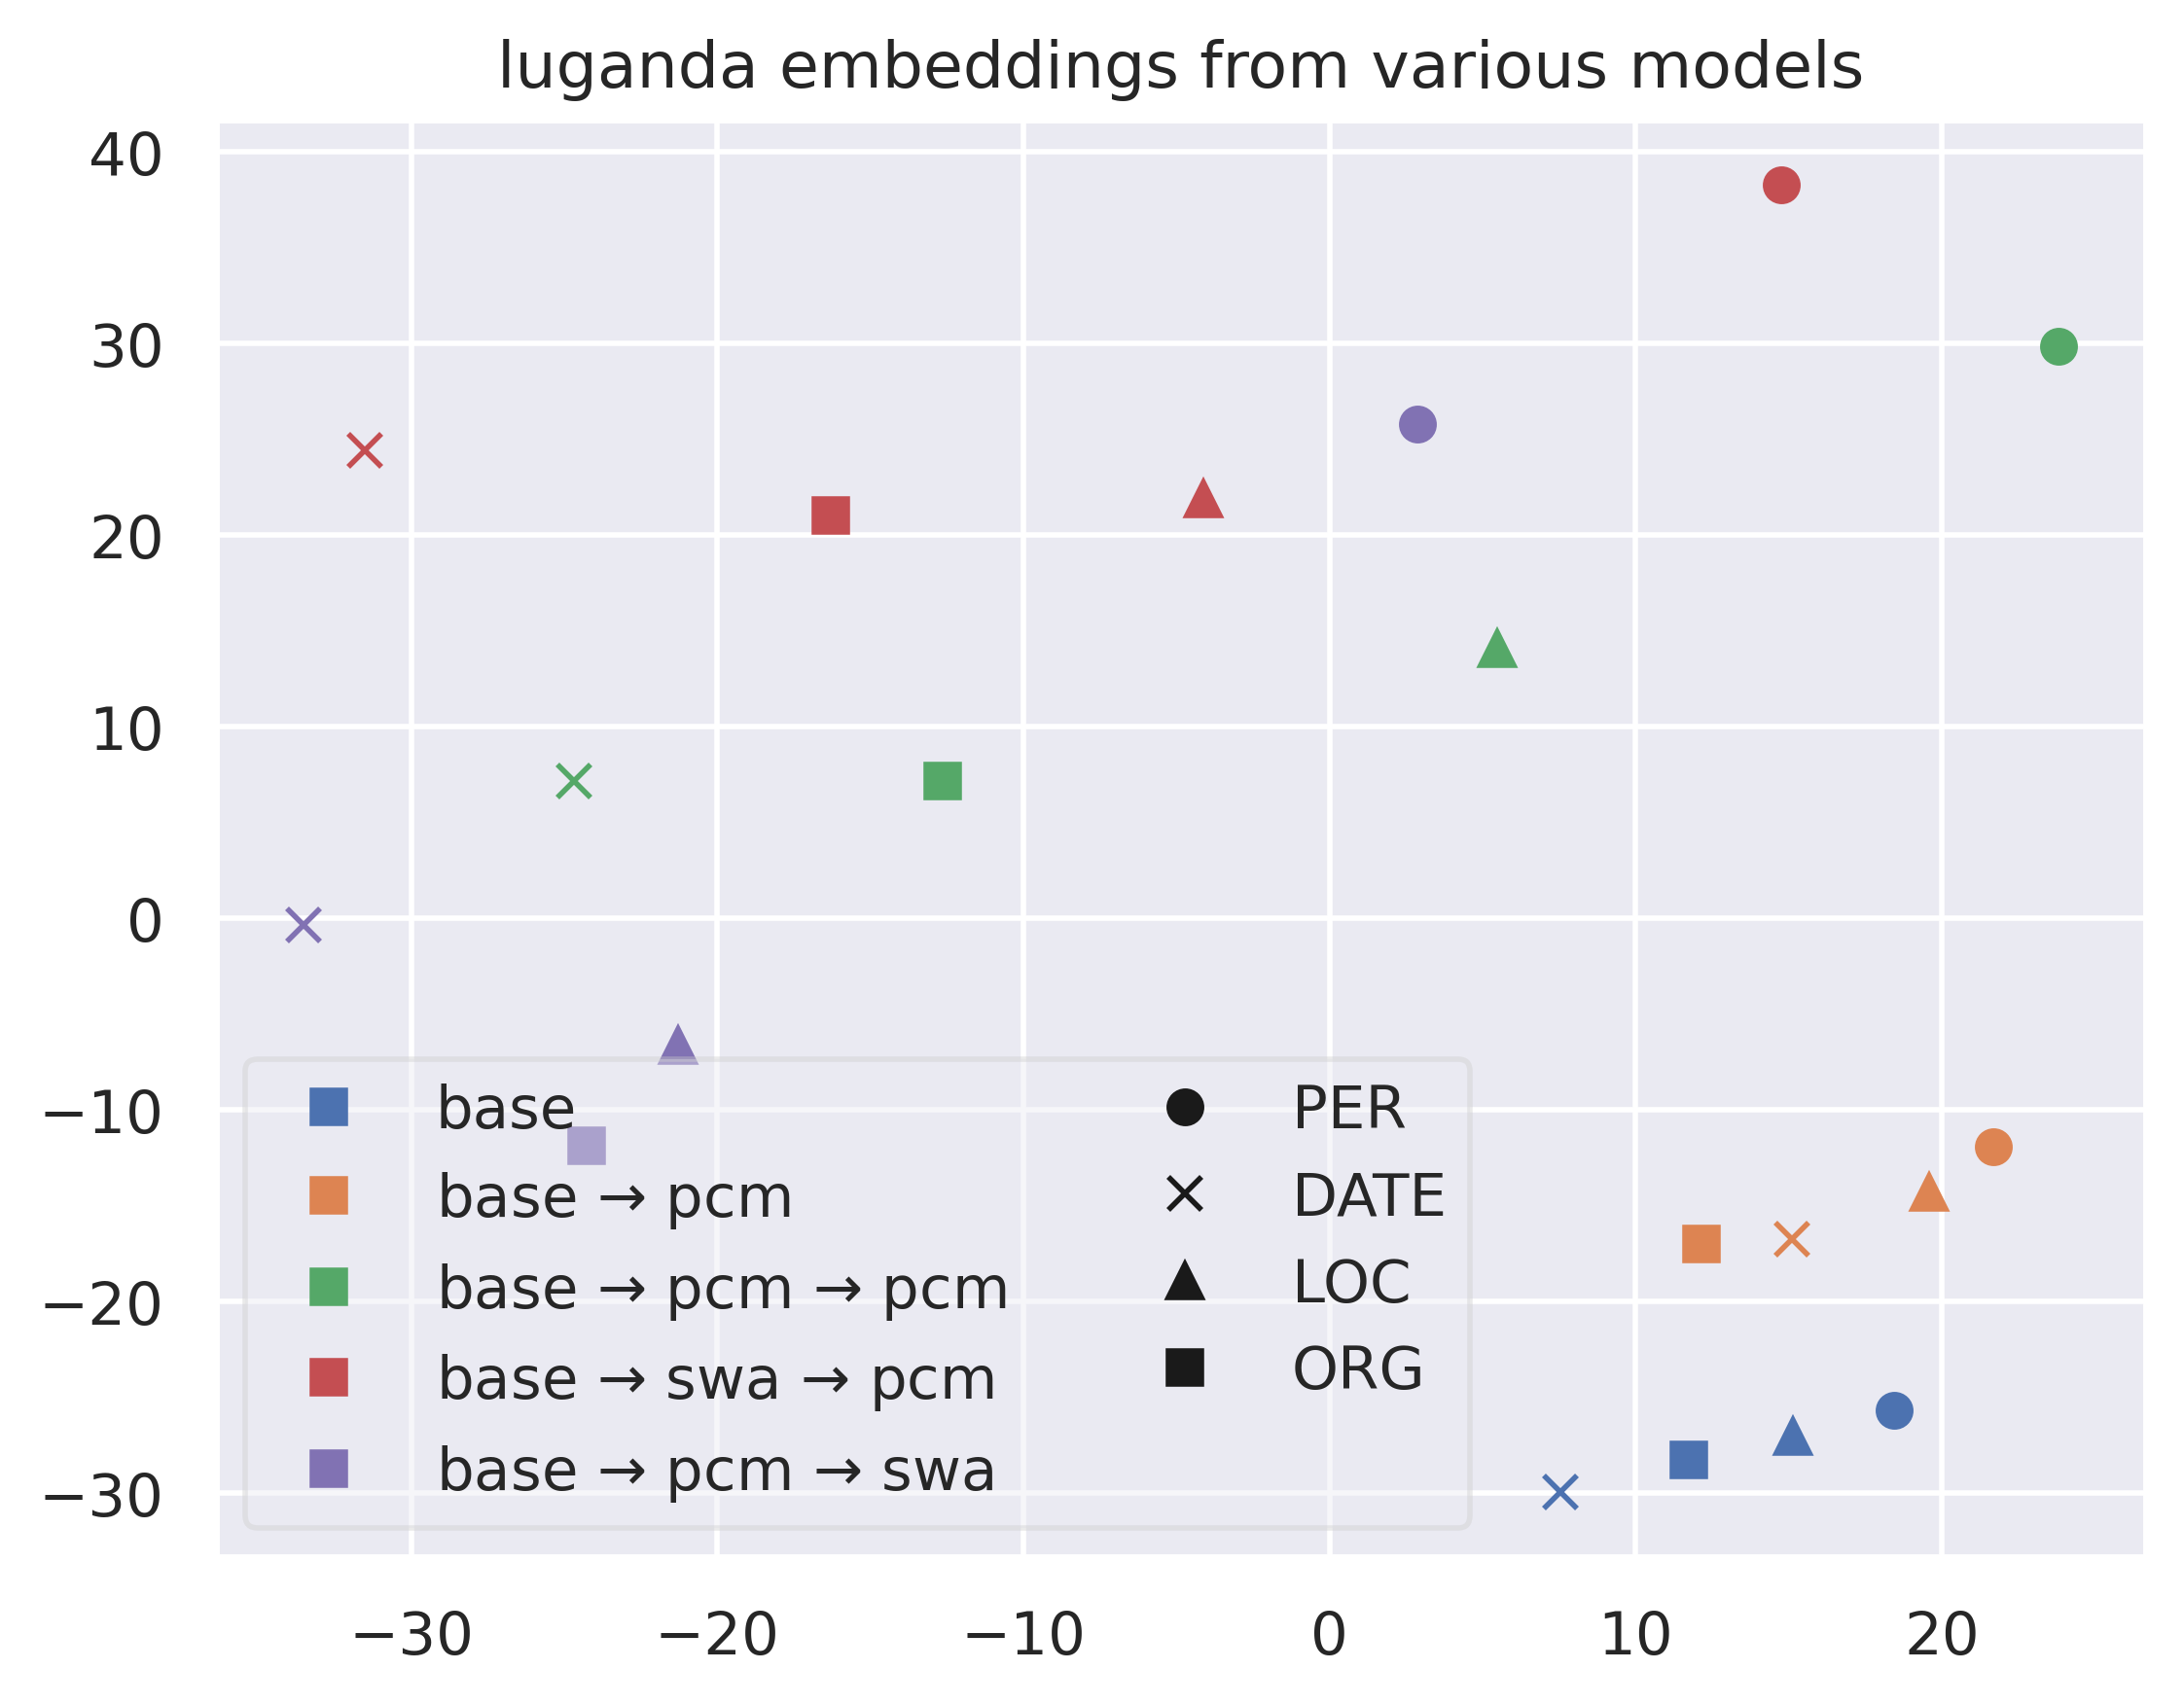 luganda embeddings from various models
40
30
20
10
0
−10
−20
−30
base
base → pcm
base → pcm → pcm
base → swa → pcm
base → pcm → swa
PER
DATE
LOC
ORG
−30 −20 −10 0 10 20